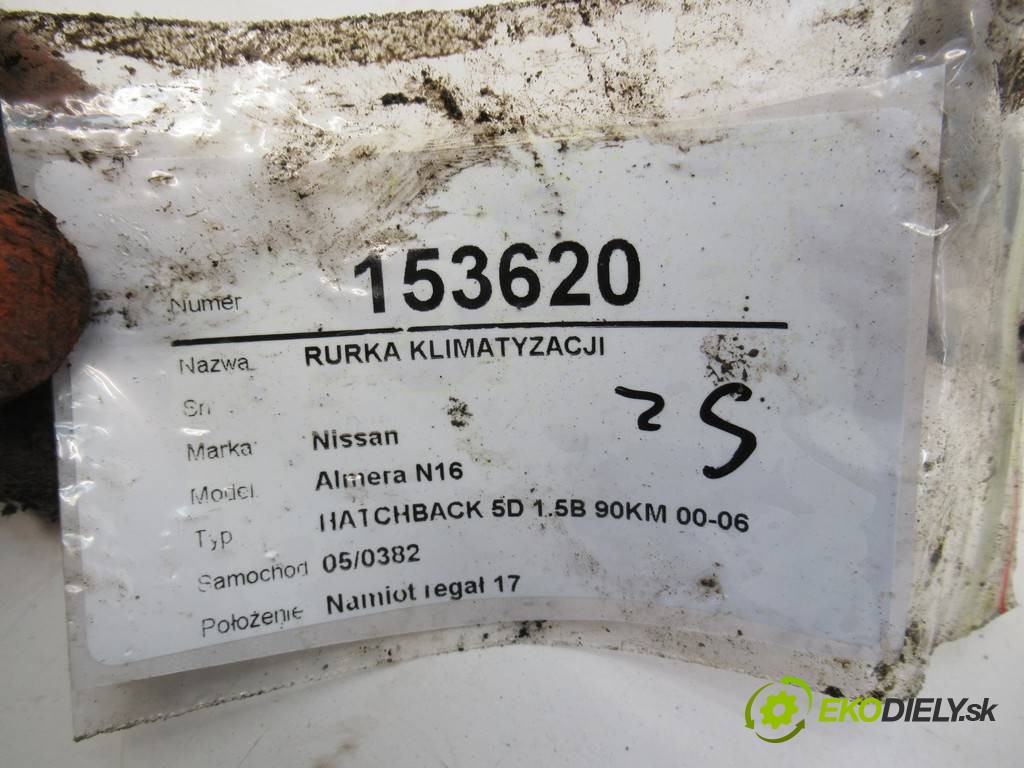 Numer 153620
Nazwa RURKA KLIMATYZACJI
Sn
Marka Nissan
Model Almera N16
Typ HATCHBACK 5D 1.5B 90KM 00-06
Samochod 05/0382
Położenie Namiot regał 17
EKODIELY.sk